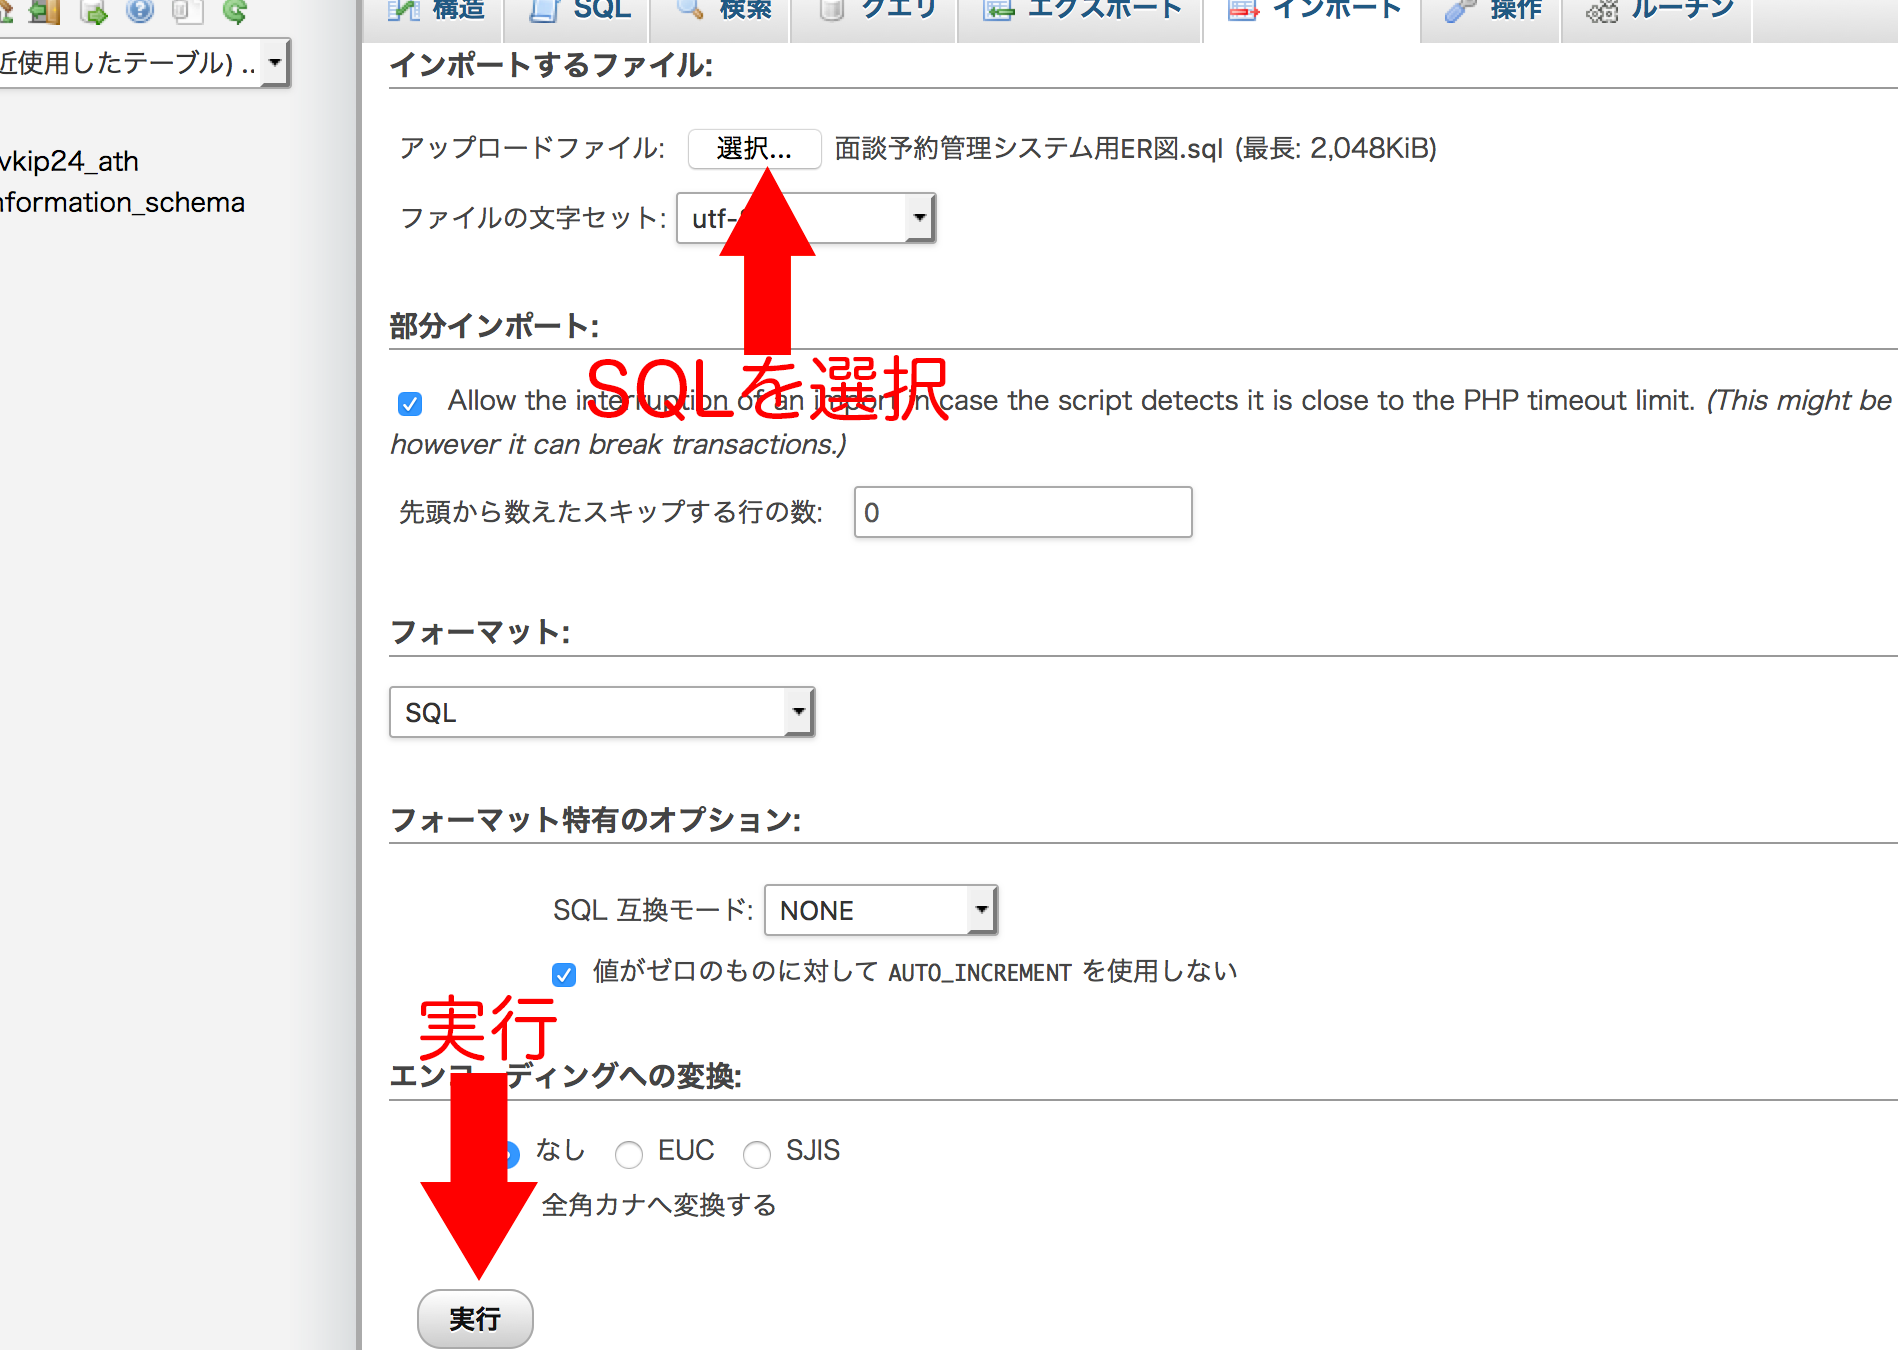 構造 SQL 検索 クエリ エクスポート インポート 操作 ルーチン
近使用したテーブル) ..
vkip24_ath
nformation_schema
インポートするファイル:
アップロードファイル: 選択... 面談予約管理システム用ER図.sql (最長: 2,048KiB)
ファイルの文字セット: utf-
部分インポート:
SQLを選択
Allow the interruption of an import in case the script detects it is close to the PHP timeout limit. (This might be
however it can break transactions.)
先頭から数えたスキップする行の数: 0
フォーマット:
SQL
フォーマット特有のオプション:
SQL 互換モード: NONE
値がゼロのものに対して AUTO_INCREMENT を使用しない
実行
エンコーディングへの変換:
なし EUC SJIS
全角カナへ変換する
実行